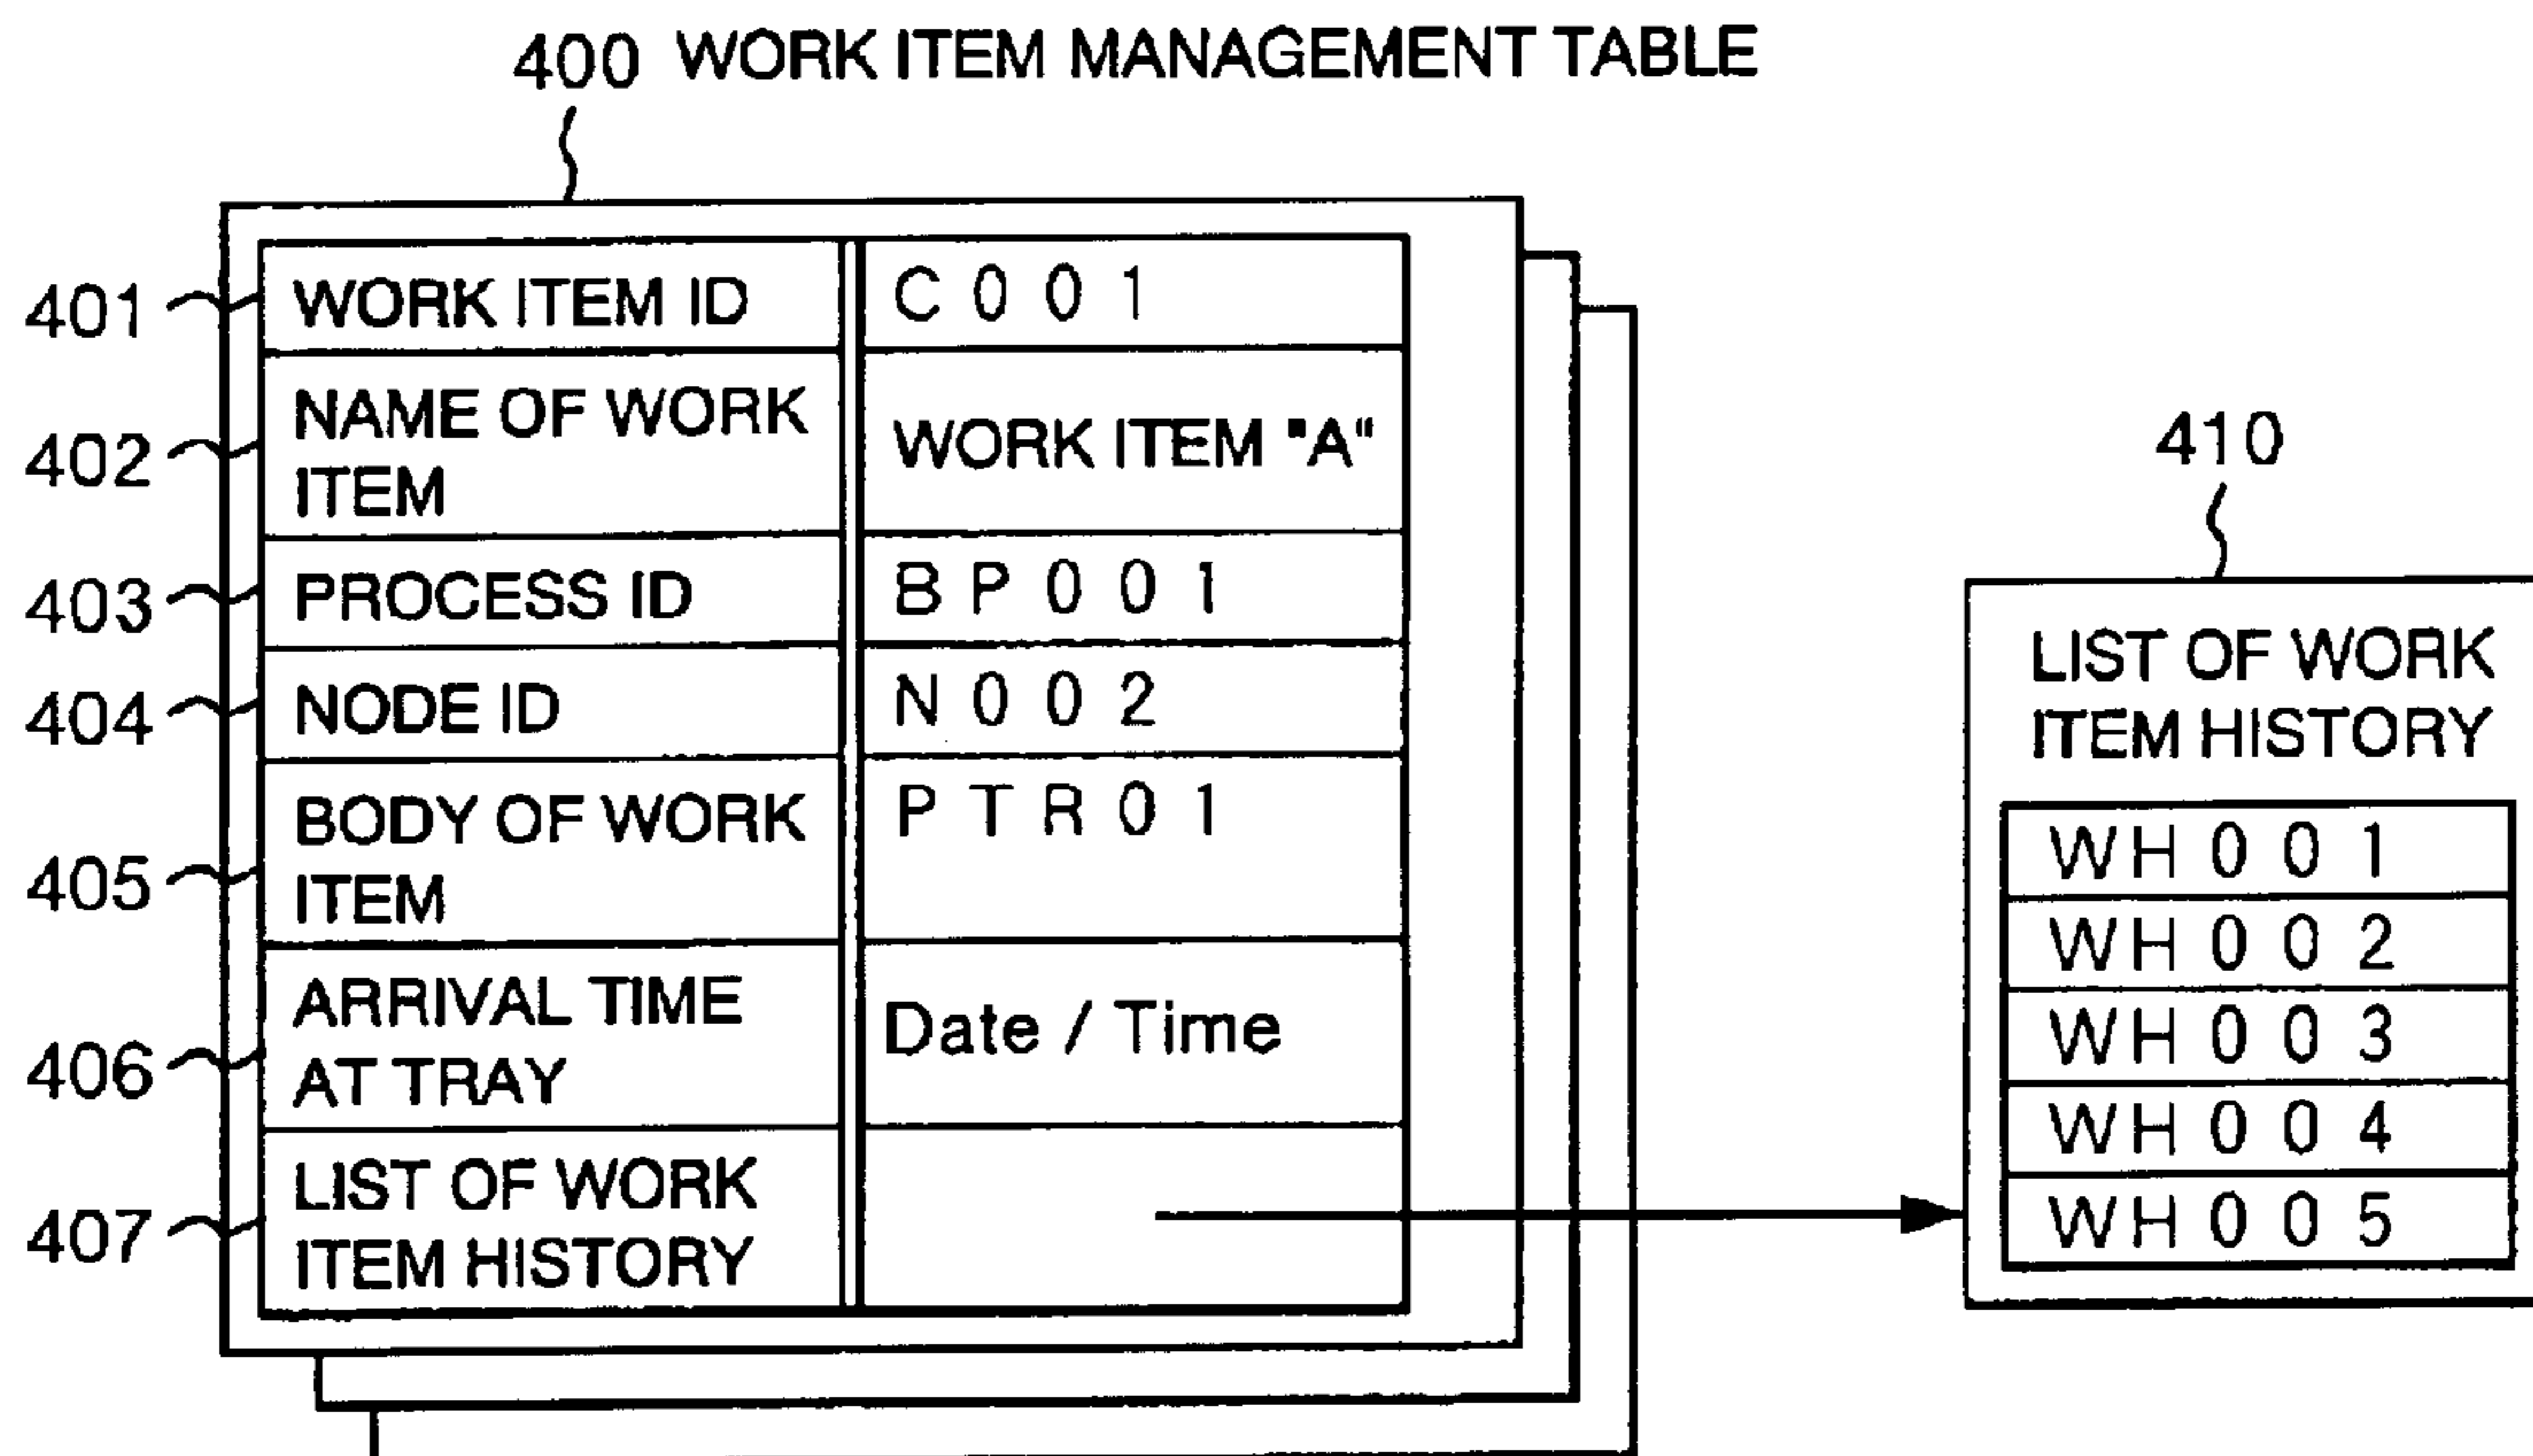 400 WORK ITEM MANAGEMENT TABLE
401 WORK ITEM ID C001
402 NAME OF WORK
ITEM
WORK ITEM "A"
403 PROCESS ID BP001
404 NODE ID N002
405 BODY OF WORK
ITEM
PTR01
406 ARRIVAL TIME
AT TRAY
Date / Time
407 LIST OF WORK
ITEM HISTORY
410
LIST OF WORK
ITEM HISTORY
WH001
WH002
WH003
WH004
WH005